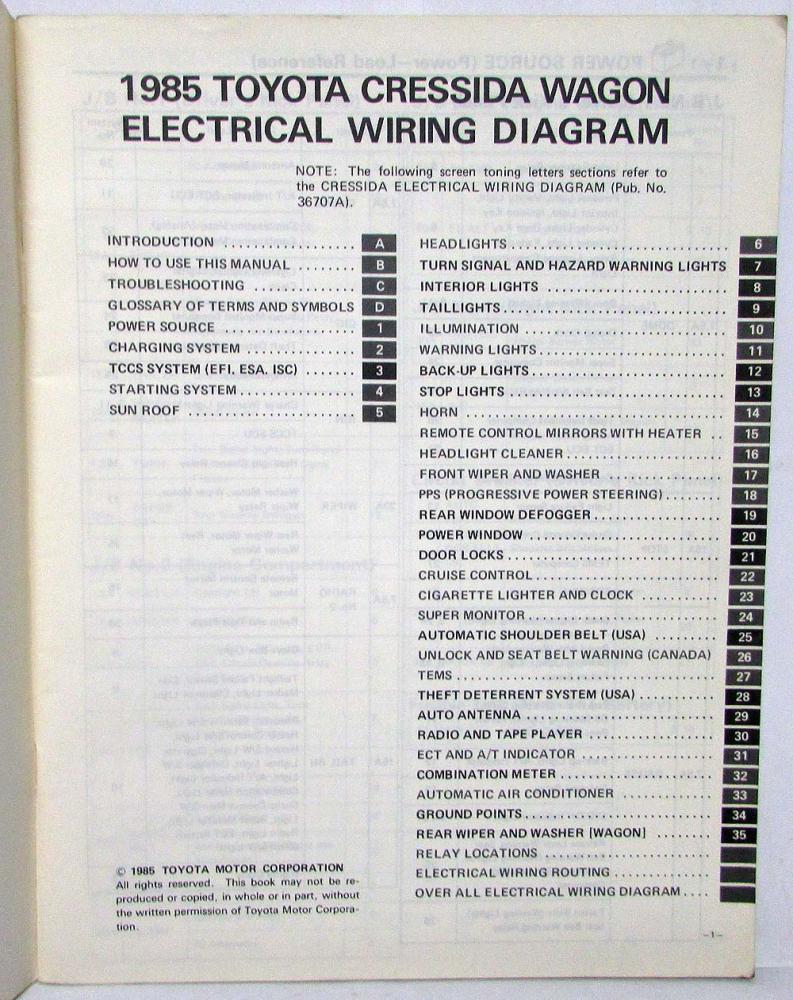 1985 TOYOTA CRESSIDA WAGON
ELECTRICAL WIRING DIAGRAM
NOTE: The following screen toning letters sections refer to
the CRESSIDA ELECTRICAL WIRING DIAGRAM (Pub. No.
36707A).
INTRODUCTION .............. A
HOW TO USE THIS MANUAL ........ B
TROUBLESHOOTING ............ C
GLOSSARY OF TERMS AND SYMBOLS D
POWER SOURCE .............. 1
CHARGING SYSTEM ............ 2
TCCS SYSTEM (EFI. ESA. ISC) ....... 3
STARTING SYSTEM ............. 4
SUN ROOF .................. 5
HEADLIGHTS .......................... 6
TURN SIGNAL AND HAZARD WARNING LIGHTS 7
INTERIOR LIGHTS ..................... 8
TAILLIGHTS .......................... 9
ILLUMINATION ........................ 10
WARNING LIGHTS ...................... 11
BACK-UP LIGHTS ...................... 12
STOP LIGHTS ......................... 13
HORN ................................ 14
REMOTE CONTROL MIRRORS WITH HEATER .. 15
HEADLIGHT CLEANER ................... 16
FRONT WIPER AND WASHER .............. 17
PPS (PROGRESSIVE POWER STEERING) ........ 18
REAR WINDOW DEFOGGER ................ 19
POWER WINDOW ........................ 20
DOOR LOCKS .......................... 21
CRUISE CONTROL ...................... 22
CIGARETTE LIGHTER AND CLOCK ......... 23
SUPER MONITOR ....................... 24
AUTOMATIC SHOULDER BELT (USA) ........ 25
UNLOCK AND SEAT BELT WARNING (CANADA) 26
TEMS ................................ 27
THEFT DETERRENT SYSTEM (USA) ........... 28
AUTO ANTENNA ........................ 29
RADIO AND TAPE PLAYER ............... 30
ECT AND A/T INDICATOR ............... 31
COMBINATION METER ................... 32
AUTOMATIC AIR CONDITIONER ........... 33
GROUND POINTS ....................... 34
REAR WIPER AND WASHER [WAGON] ........ 35
RELAY LOCATIONS .....................
ELECTRICAL WIRING ROUTING .............
OVER ALL ELECTRICAL WIRING DIAGRAM ....
© 1985 TOYOTA MOTOR CORPORATION
All rights reserved. This book may not be re-
produced or copied, in whole or in part, without
the written permission of Toyota Motor Corpora-
tion.
–1–